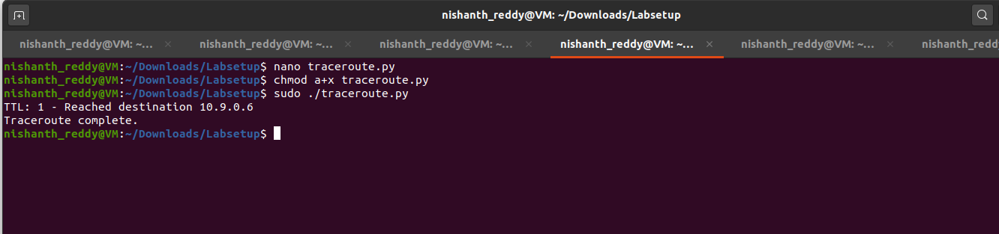 nishanth_reddy@VM: ~/Downloads/Labsetup
nishanth_reddy@VM: ~... × nishanth_reddy@VM: ~... × nishanth_reddy@VM: ~... × nishanth_reddy@VM: ~... × nishanth_reddy@VM: ~... × nishanth_reddy
nishanth_reddy@VM:~/Downloads/Labsetup$ nano traceroute.py
nishanth_reddy@VM:~/Downloads/Labsetup$ chmod a+x traceroute.py
nishanth_reddy@VM:~/Downloads/Labsetup$ sudo ./traceroute.py
TTL: 1 - Reached destination 10.9.0.6
Traceroute complete.
nishanth_reddy@VM:~/Downloads/Labsetup$